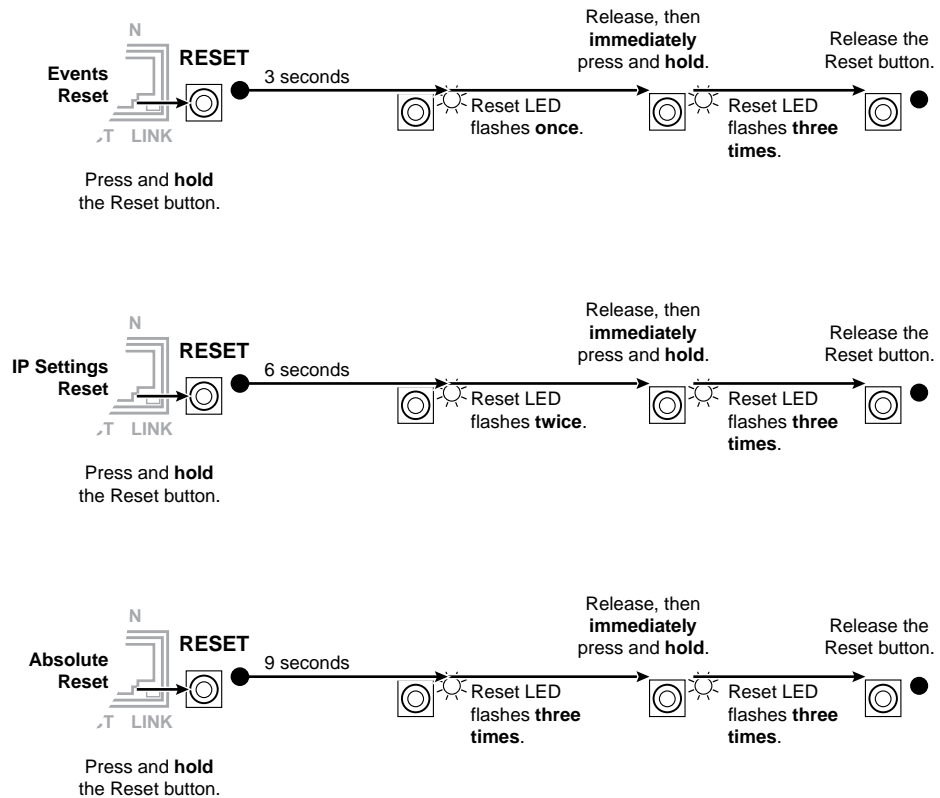 N
RESET
Events
Reset
3 seconds
Release, then
immediately
press and hold.
Release the
Reset button.
Reset LED
flashes once.
Reset LED
flashes three
times.
T LINK
Press and hold
the Reset button.
N
RESET
IP Settings
Reset
6 seconds
Release, then
immediately
press and hold.
Release the
Reset button.
Reset LED
flashes twice.
Reset LED
flashes three
times.
T LINK
Press and hold
the Reset button.
N
RESET
Absolute
Reset
9 seconds
Release, then
immediately
press and hold.
Release the
Reset button.
Reset LED
flashes three
times.
Reset LED
flashes three
times.
T LINK
Press and hold
the Reset button.